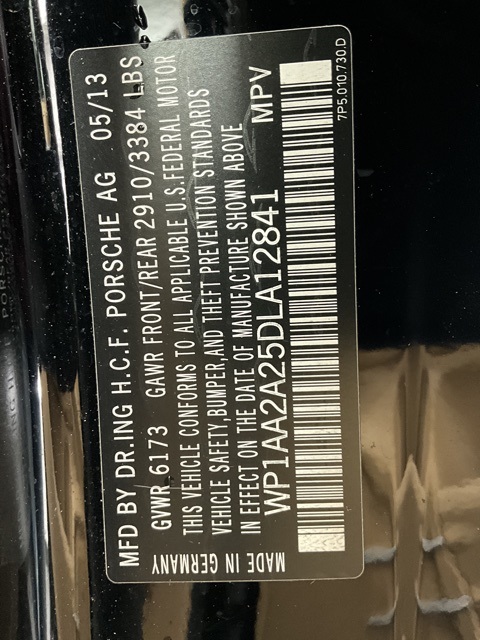 MFD BY DR.ING H.C.F. PORSCHE AG 05/13
GVWR 6173 GAWR FRONT/REAR 2910/3384 LBS
THIS VEHICLE CONFORMS TO ALL APPLICABLE U.S.FEDERAL MOTOR
VEHICLE SAFETY,BUMPER,AND THEFT PREVENTION STANDARDS
IN EFFECT ON THE DATE OF MANUFACTURE SHOWN ABOVE
WP1AA2A25DLA12841 MPV
MADE IN GERMANY
7P5.010.730.D